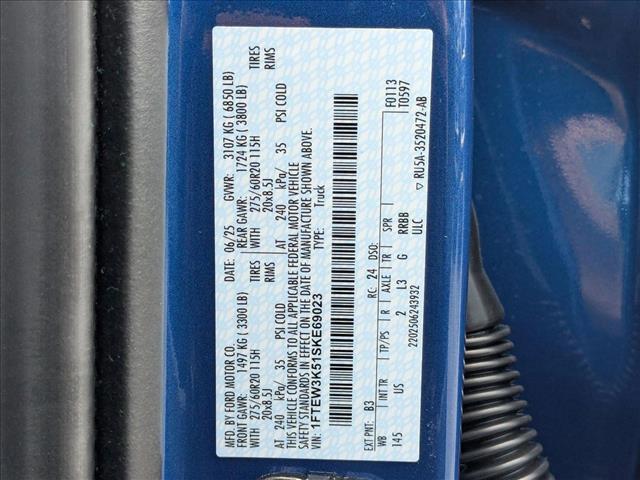 MFD. BY FORD MOTOR CO.
DATE: 06/25 GVWR: 3107 KG ( 6850 LB)
FRONT GAWR: 1497 KG ( 3300 LB) REAR GAWR: 1724 KG ( 3800 LB)
WITH 275/60R20 115H TIRES WITH 275/60R20 115H TIRES
20x8.5J RIMS 20x8.5J RIMS
AT 240 kPa/ 35 PSI COLD AT 240 kPa/ 35 PSI COLD
THIS VEHICLE CONFORMS TO ALL APPLICABLE FEDERAL MOTOR VEHICLE
SAFETY STANDARDS IN EFFECT ON THE DATE OF MANUFACTURE SHOWN ABOVE.
VIN: 1FTEW3K51SKE69023
TYPE: Truck
F0113
T0597
EXT PNT: B3 RC: 24 DSO:
WB INT TR TP/PS R AXLE TR SPR
145 US 2 L3 G RRBB
2202506243932 ULC ▽ RU5A-3520472-AB